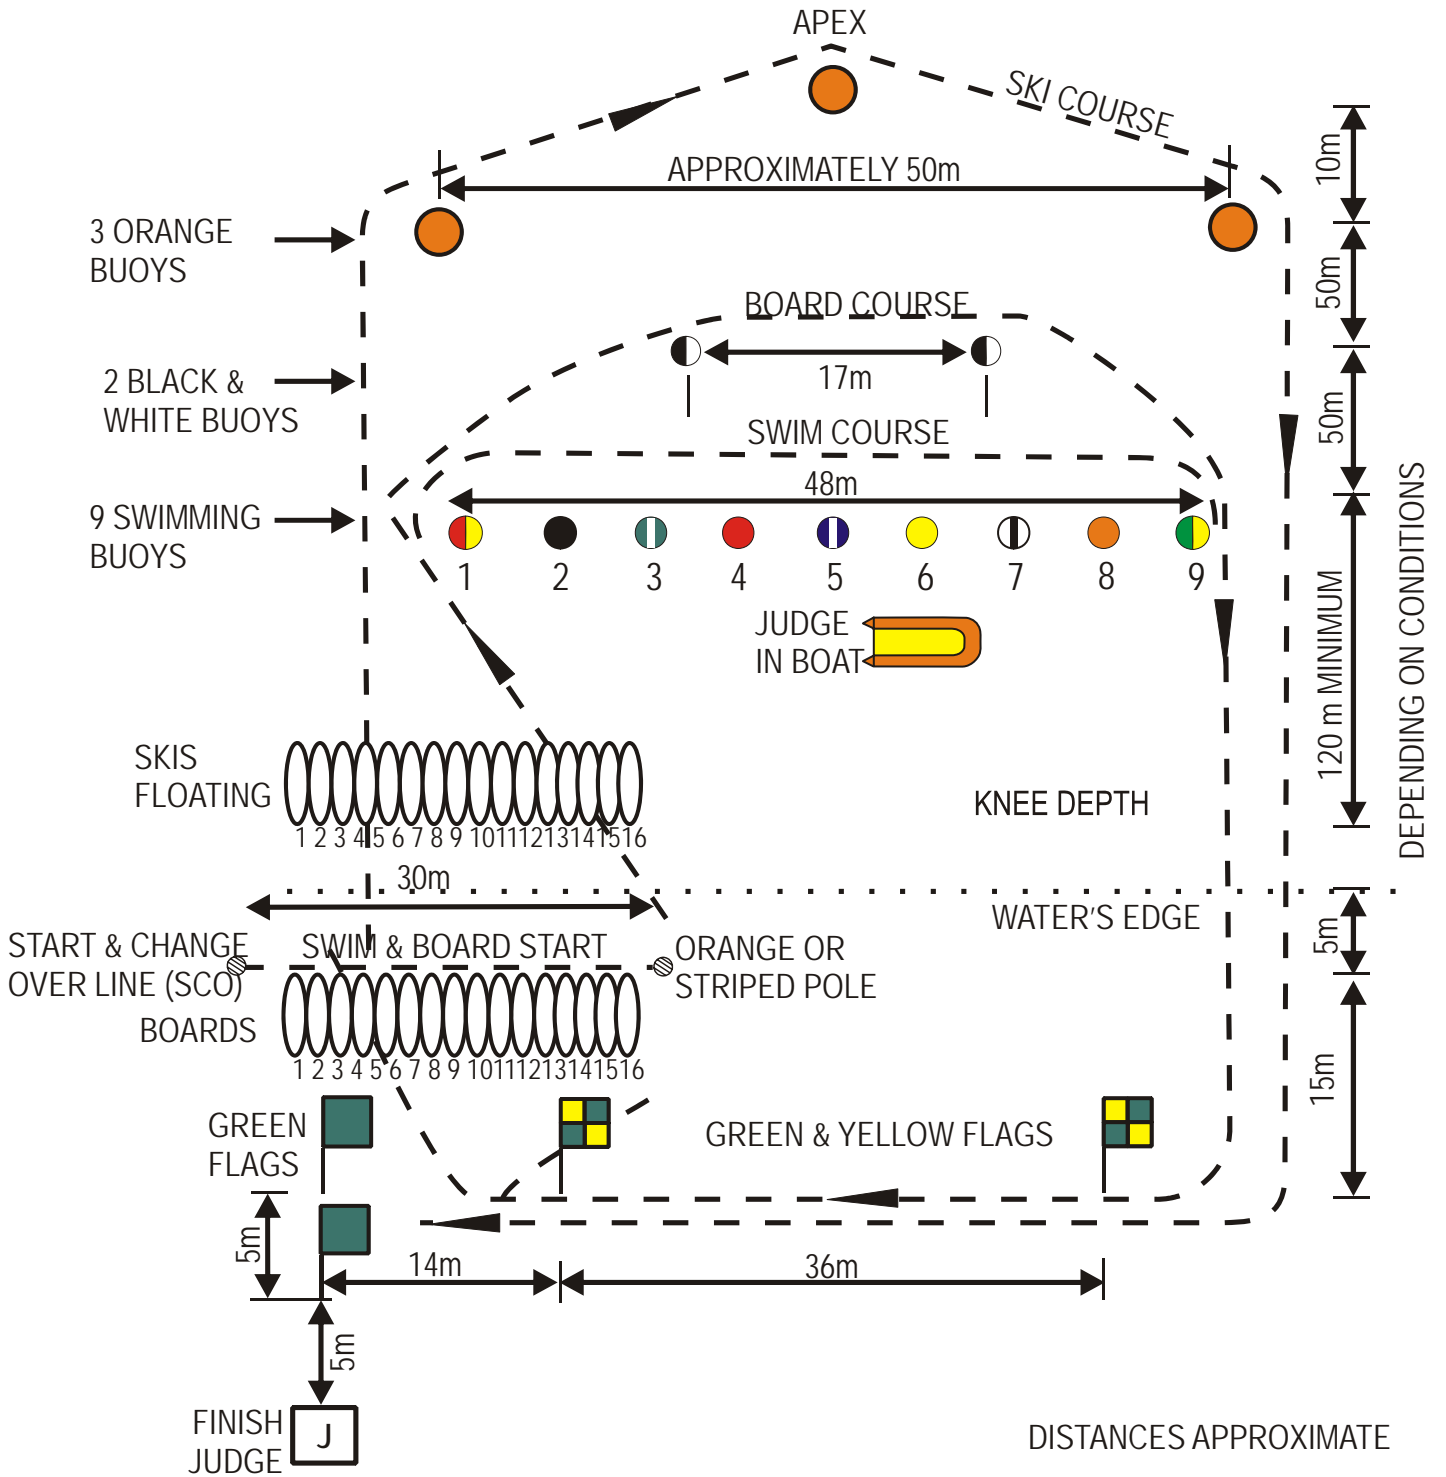 APEX
SKI COURSE
10m
APPROXIMATELY 50m
3 ORANGE
BUOYS
50m
BOARD COURSE
17m
2 BLACK &
WHITE BUOYS
50m
SWIM COURSE
48m
9 SWIMMING
BUOYS
1 2 3 4 5 6 7 8 9
JUDGE
IN BOAT
120 m MINIMUM
DEPENDING ON CONDITIONS
SKIS
FLOATING
KNEE DEPTH
1 2 3 4 5 6 7 8 9 10 11 12 13 14 15 16
30m
WATER'S EDGE
5m
START & CHANGE
OVER LINE (SCO)
SWIM & BOARD START
ORANGE OR
STRIPED POLE
BOARDS
1 2 3 4 5 6 7 8 9 10 11 12 13 14 15 16
15m
GREEN
FLAGS
GREEN & YELLOW FLAGS
5m
14m
36m
5m
FINISH
JUDGE
J
DISTANCES APPROXIMATE